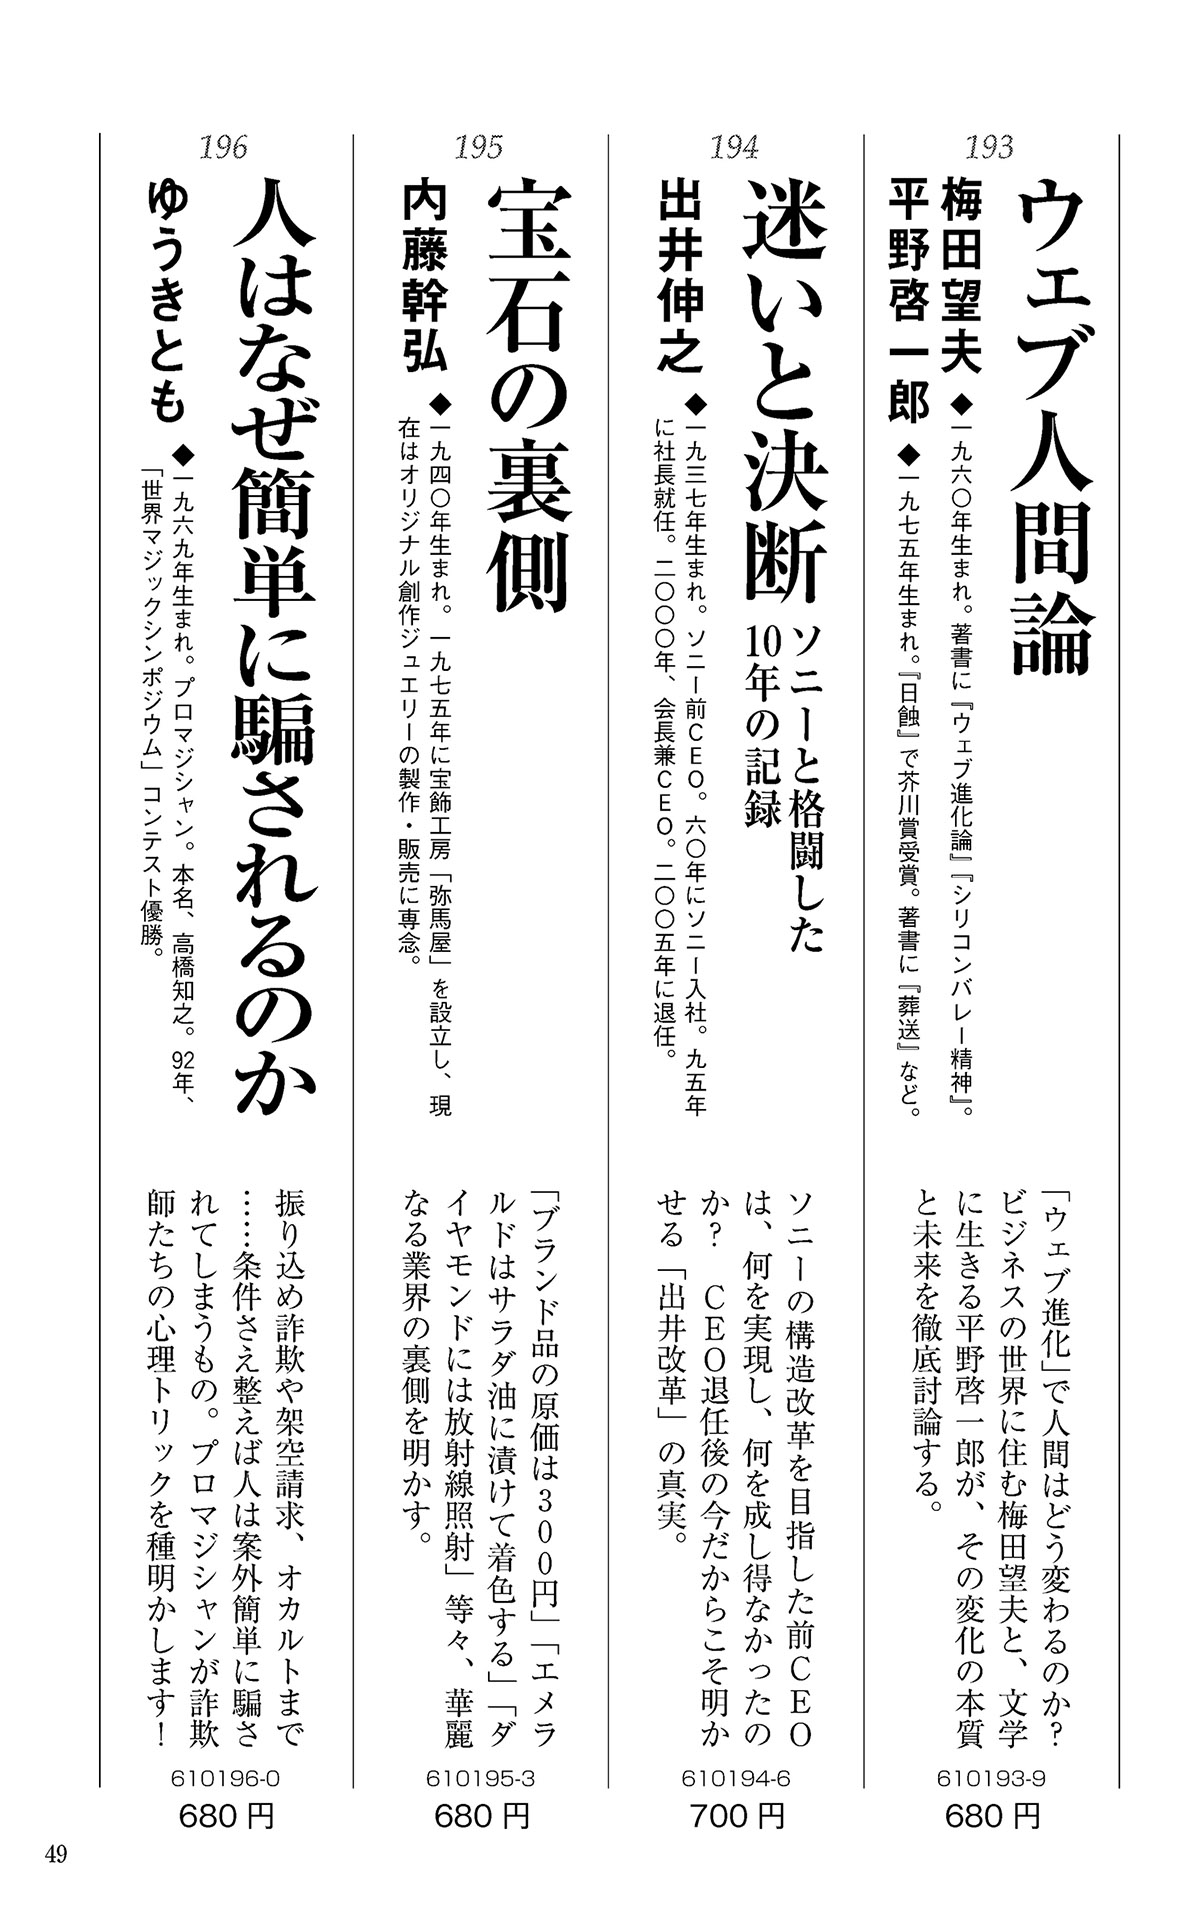 193
ウェブ人間論
梅田望夫◆一九六〇年生まれ。著書に『ウェブ進化論』『シリコンバレー精神』。
平野啓一郎◆一九七五年生まれ。『日蝕』で芥川賞受賞。著書に『葬送』など。
「ウェブ進化」で人間はどう変わるのか?
ビジネスの世界に住む梅田望夫と、文学
に生きる平野啓一郎が、その変化の本質
と未来を徹底討論する。
610193-9
680円
194
迷いと決断
ソニーと格闘した
10年の記録
出井伸之◆一九三七年生まれ。ソニー前CEO。六〇年にソニー入社。九五年
に社長就任。二〇〇〇年、会長兼CEO。二〇〇五年に退任。
ソニーの構造改革を目指した前CEO
は、何を実現し、何を成し得なかったの
か? CEO退任後の今だからこそ明か
せる「出井改革」の真実。
610194-6
700円
195
宝石の裏側
内藤幹弘◆一九四〇年生まれ。一九七五年に宝飾工房「弥馬屋」を設立し、現
在はオリジナル創作ジュエリーの製作・販売に専念。
「ブランド品の原価は300円」「エメラ
ルドはサラダ油に漬けて着色する」「ダ
イヤモンドには放射線照射」等々、華麗
なる業界の裏側を明かす。
610195-3
680円
196
人はなぜ簡単に騙されるのか
ゆうきとも◆一九六九年生まれ。プロマジシャン。本名、高橋知之。92年、
「世界マジックシンポジウム」コンテスト優勝。
振り込め詐欺や架空請求、オカルトまで
……条件さえ整えば人は案外簡単に騙さ
れてしまうもの。プロマジシャンが詐欺
師たちの心理トリックを種明かします!
610196-0
680円
49